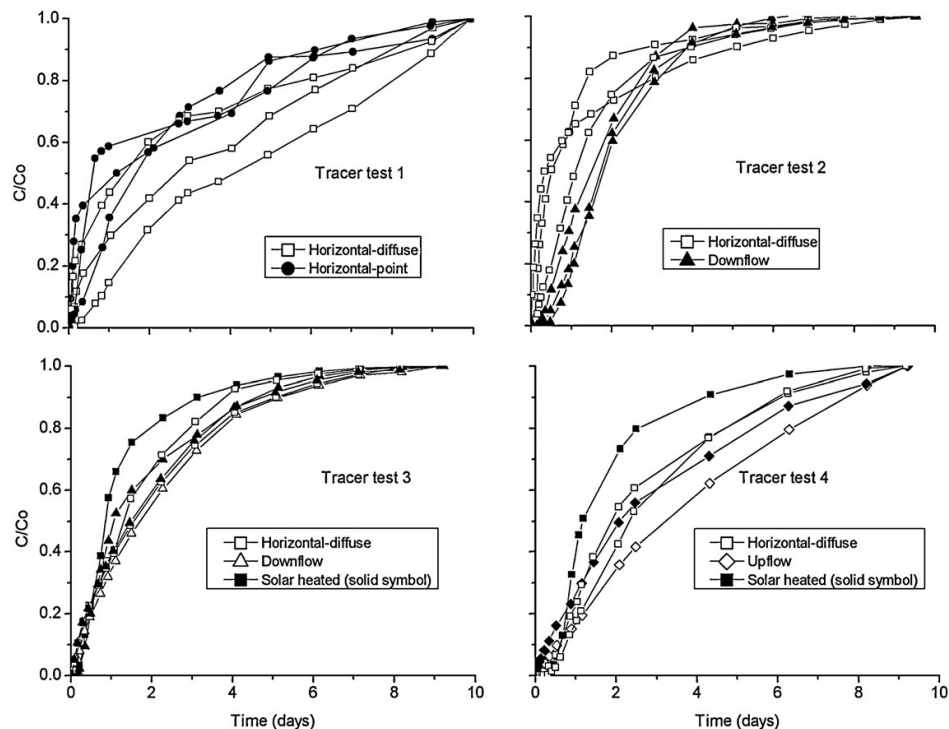 1.0
0.8
0.6
0.4
0.2
0.0
C/Co
Tracer test 1
Horizontal-diffuse
Horizontal-point
Tracer test 2
Horizontal-diffuse
Downflow
1.0
0.8
0.6
0.4
0.2
0.0
C/Co
Tracer test 3
Horizontal-diffuse
Downflow
Solar heated (solid symbol)
0 2 4 6 8 10
Time (days)
Tracer test 4
Horizontal-diffuse
Upflow
Solar heated (solid symbol)
0 2 4 6 8 10
Time (days)